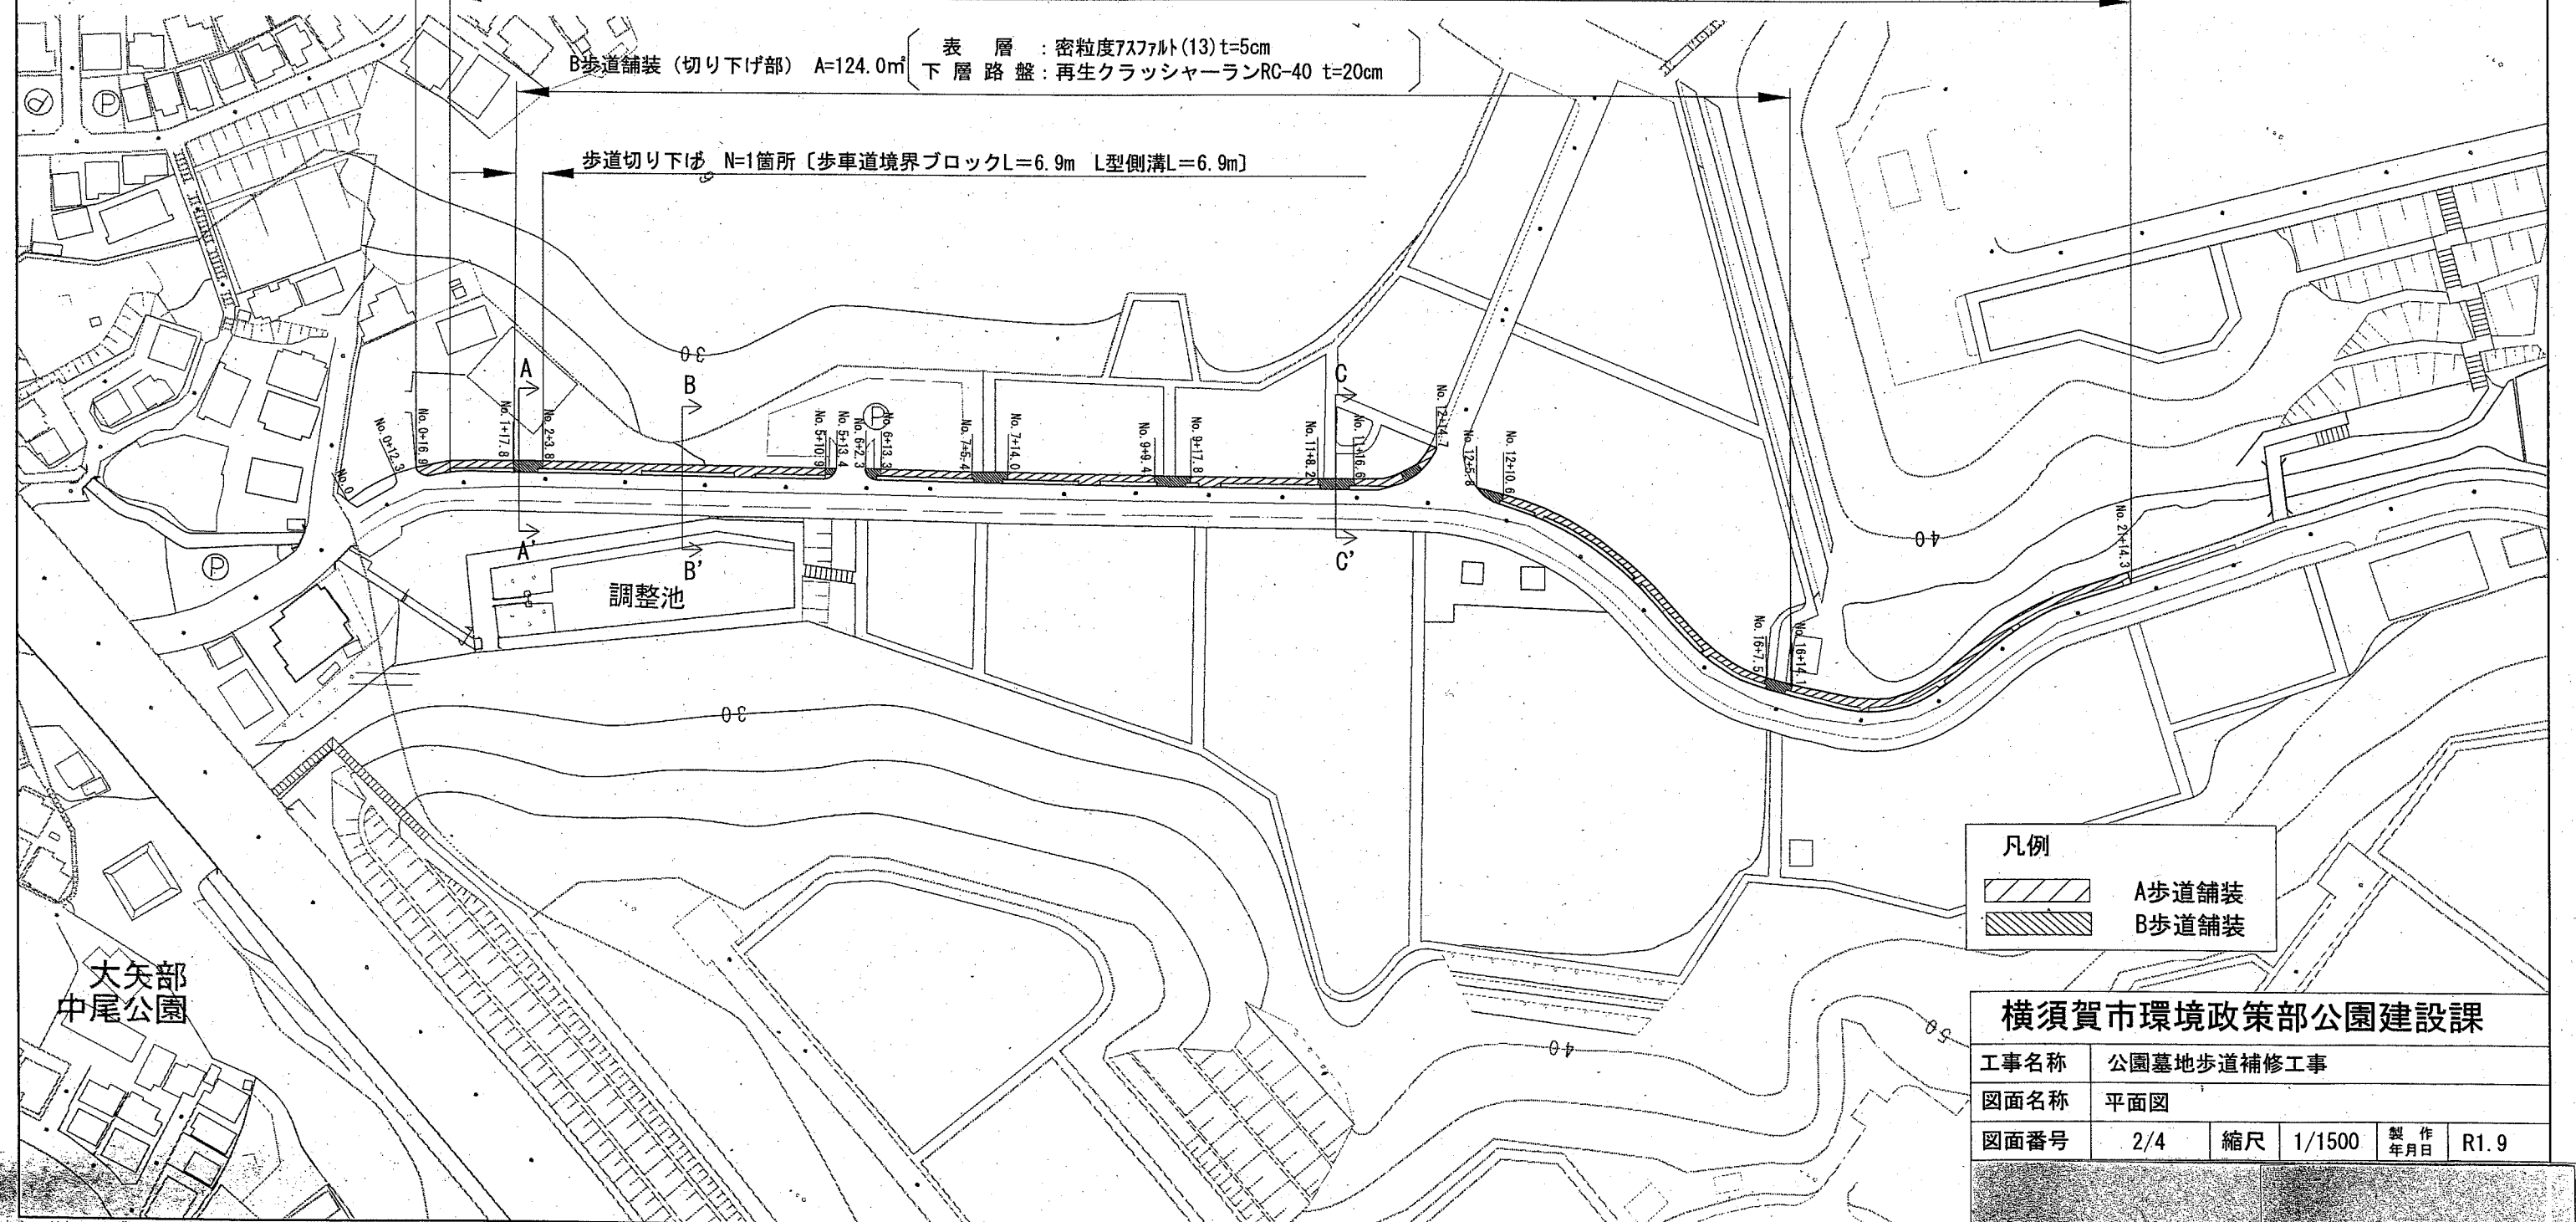 B歩道舗装（切り下げ部） A=124.0㎡
表　層　：密粒度アスファルト(13)t=5cm
下 層 路 盤：再生クラッシャーランRC-40 t=20cm
歩道切り下げ N=1箇所〔歩車道境界ブロックL=6.9m L型側溝L=6.9m〕
P
30
A
B
C
P
No.0
No.0+12.3
No.0+16.9
No.1+17.8
No.2+3.8
No.5+10.9
No.5+13.4
No.6+2.3
No.6+13.3
No.7+5.4
No.7+14.0
No.9+9.4
No.9+17.8
No.11+8.2
No.11+16.6
No.12+14.7
No.12+5.8
No.12+10.6
No.16+7.5
No.16+14.1
No.21+14.3
40
A'
B'
C'
P
調整池
30
凡例
A歩道舗装
B歩道舗装
大矢部
中尾公園
40
50
横須賀市環境政策部公園建設課
工事名称 公園墓地歩道補修工事
図面名称 平面図
図面番号 2/4 縮尺 1/1500 製作年月日 R1.9